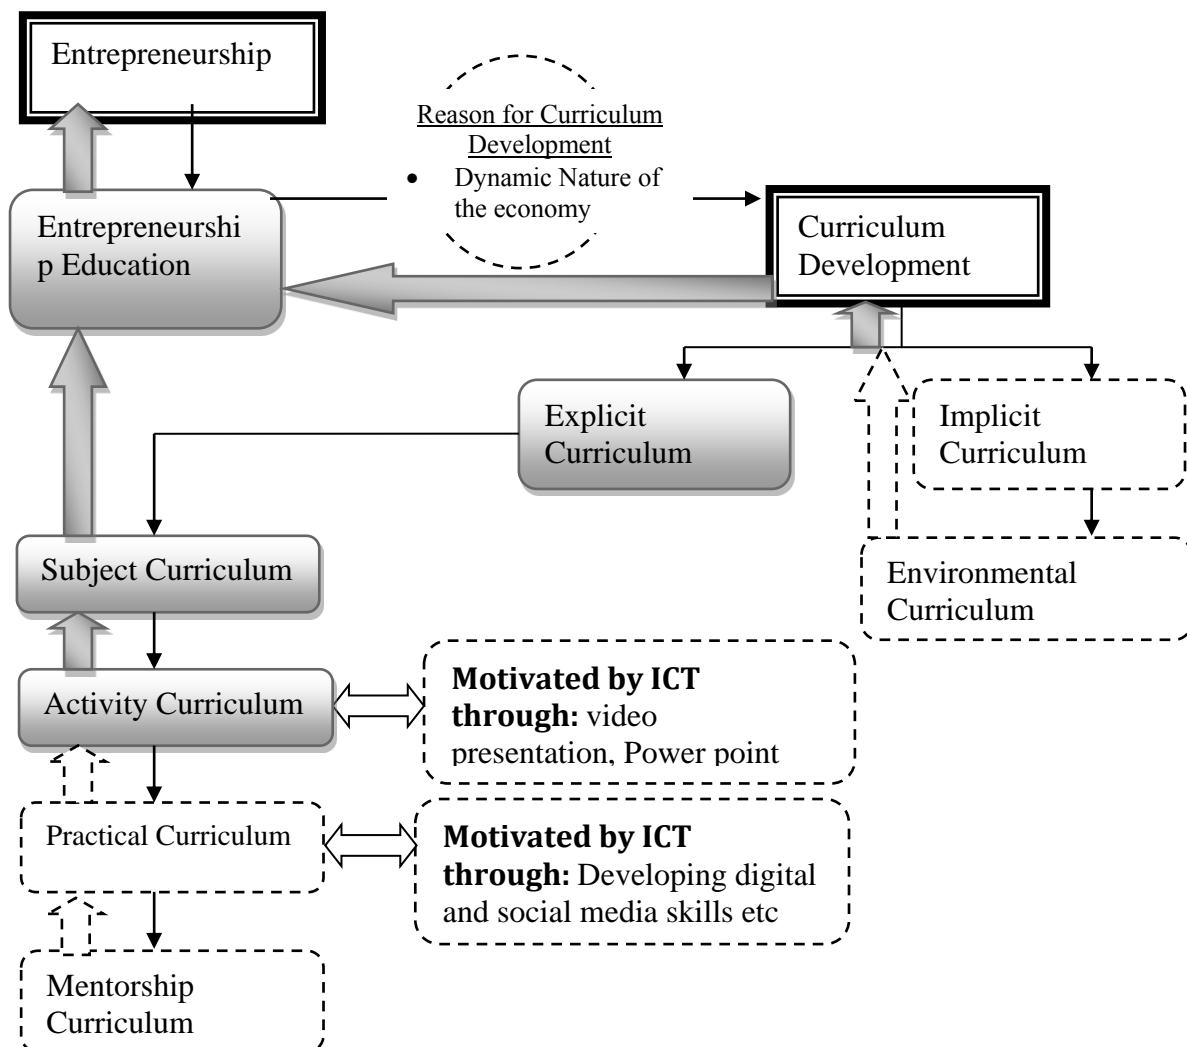 Entrepreneurship
Reason for Curriculum
Development
• Dynamic Nature of
the economy
Entrepreneurshi
p Education
Curriculum
Development
Explicit
Curriculum
Implicit
Curriculum
Subject Curriculum
Environmental
Curriculum
Activity Curriculum
Motivated by ICT
through: video
presentation, Power point
Practical Curriculum
Motivated by ICT
through: Developing digital
and social media skills etc
Mentorship
Curriculum